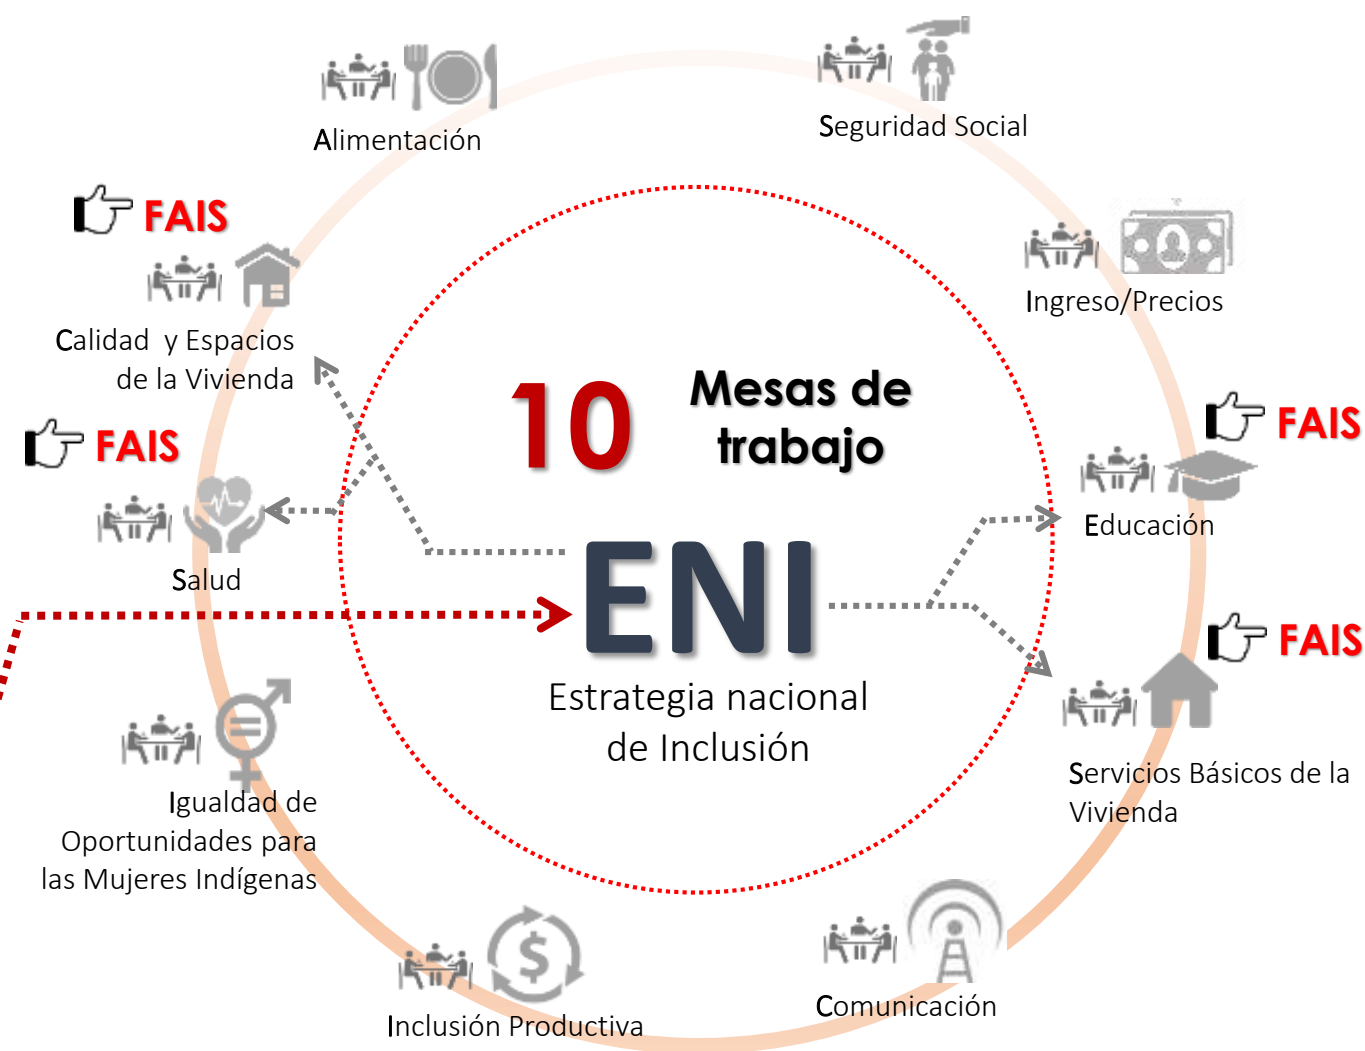 Alimentación
Seguridad Social
FAIS
Calidad y Espacios
de la Vivienda
Ingreso/Precios
10
Mesas de
trabajo
FAIS
Salud
FAIS
Educación
ENI
Estrategia nacional
de Inclusión
FAIS
Servicios Básicos de la
Vivienda
Igualdad de
Oportunidades para
las Mujeres Indígenas
Inclusión Productiva
Comunicación